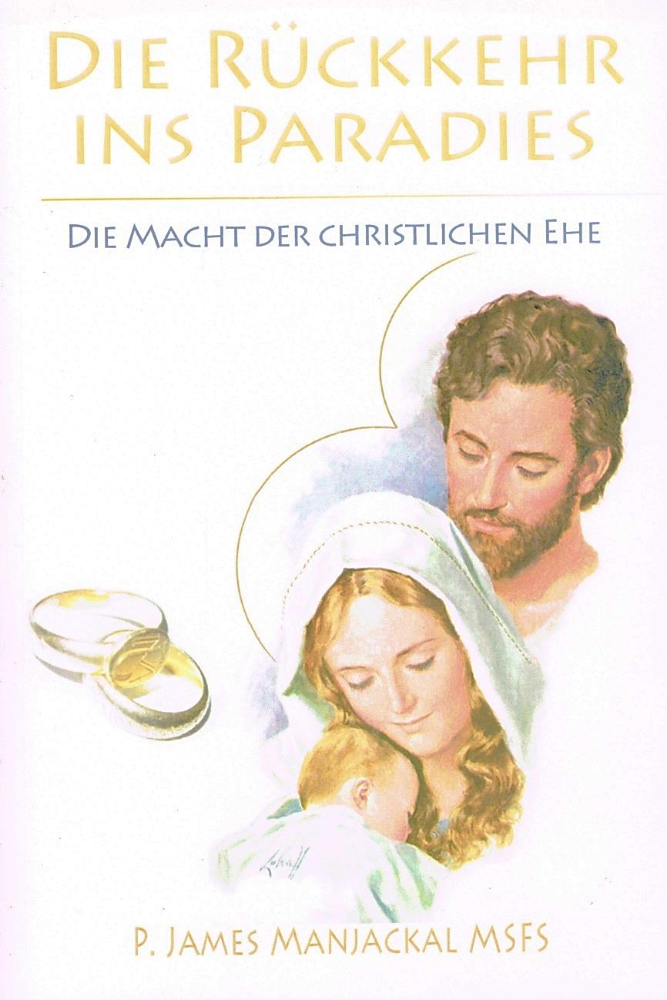 DIE RÜCKKEHR
INS PARADIES
DIE MACHT DER CHRISTLICHEN EHE
P. JAMES MANJACKAL MSFS